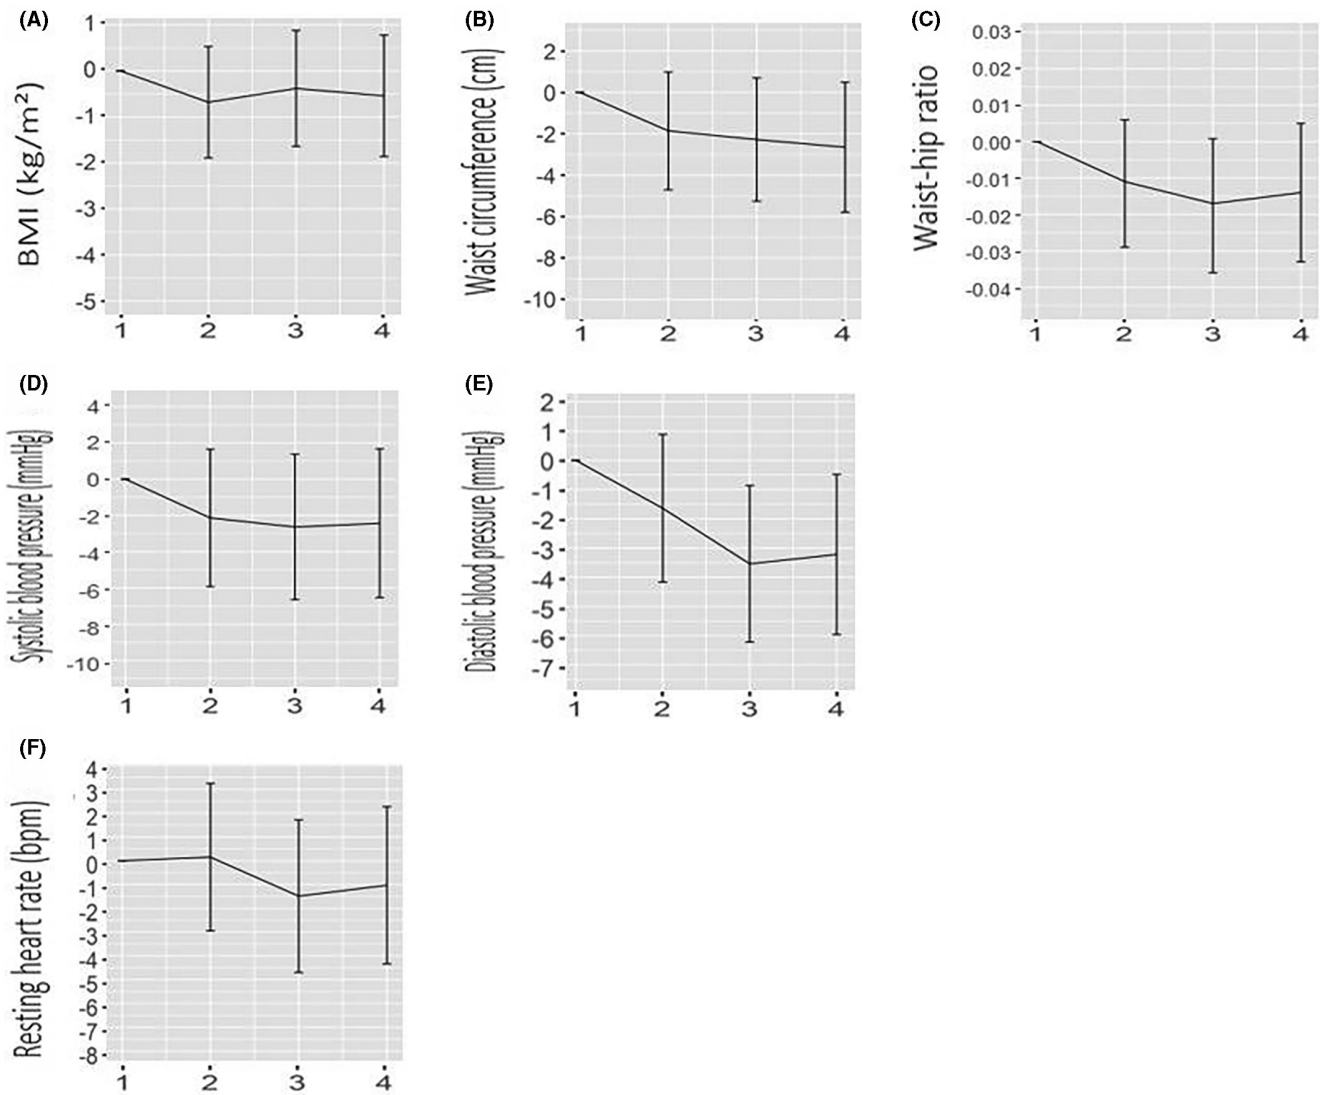 (A)
BMI (kg/m²)
1
0
-1
-2
-3
-4
-5
1 2 3 4
(B)
Waist circumference (cm)
2
0
-2
-4
-6
-8
-10
1 2 3 4
(C)
Waist-hip ratio
0.03
0.02
0.01
0.00
-0.01
-0.02
-0.03
-0.04
1 2 3 4
(D)
Systolic blood pressure (mmHg)
4
2
0
-2
-4
-6
-8
-10
1 2 3 4
(E)
Diastolic blood pressure (mmHg)
2
1
0
-1
-2
-3
-4
-5
-6
-7
1 2 3 4
(F)
Resting heart rate (bpm)
4
3
2
1
0
-1
-2
-3
-4
-5
-6
-7
-8
1 2 3 4